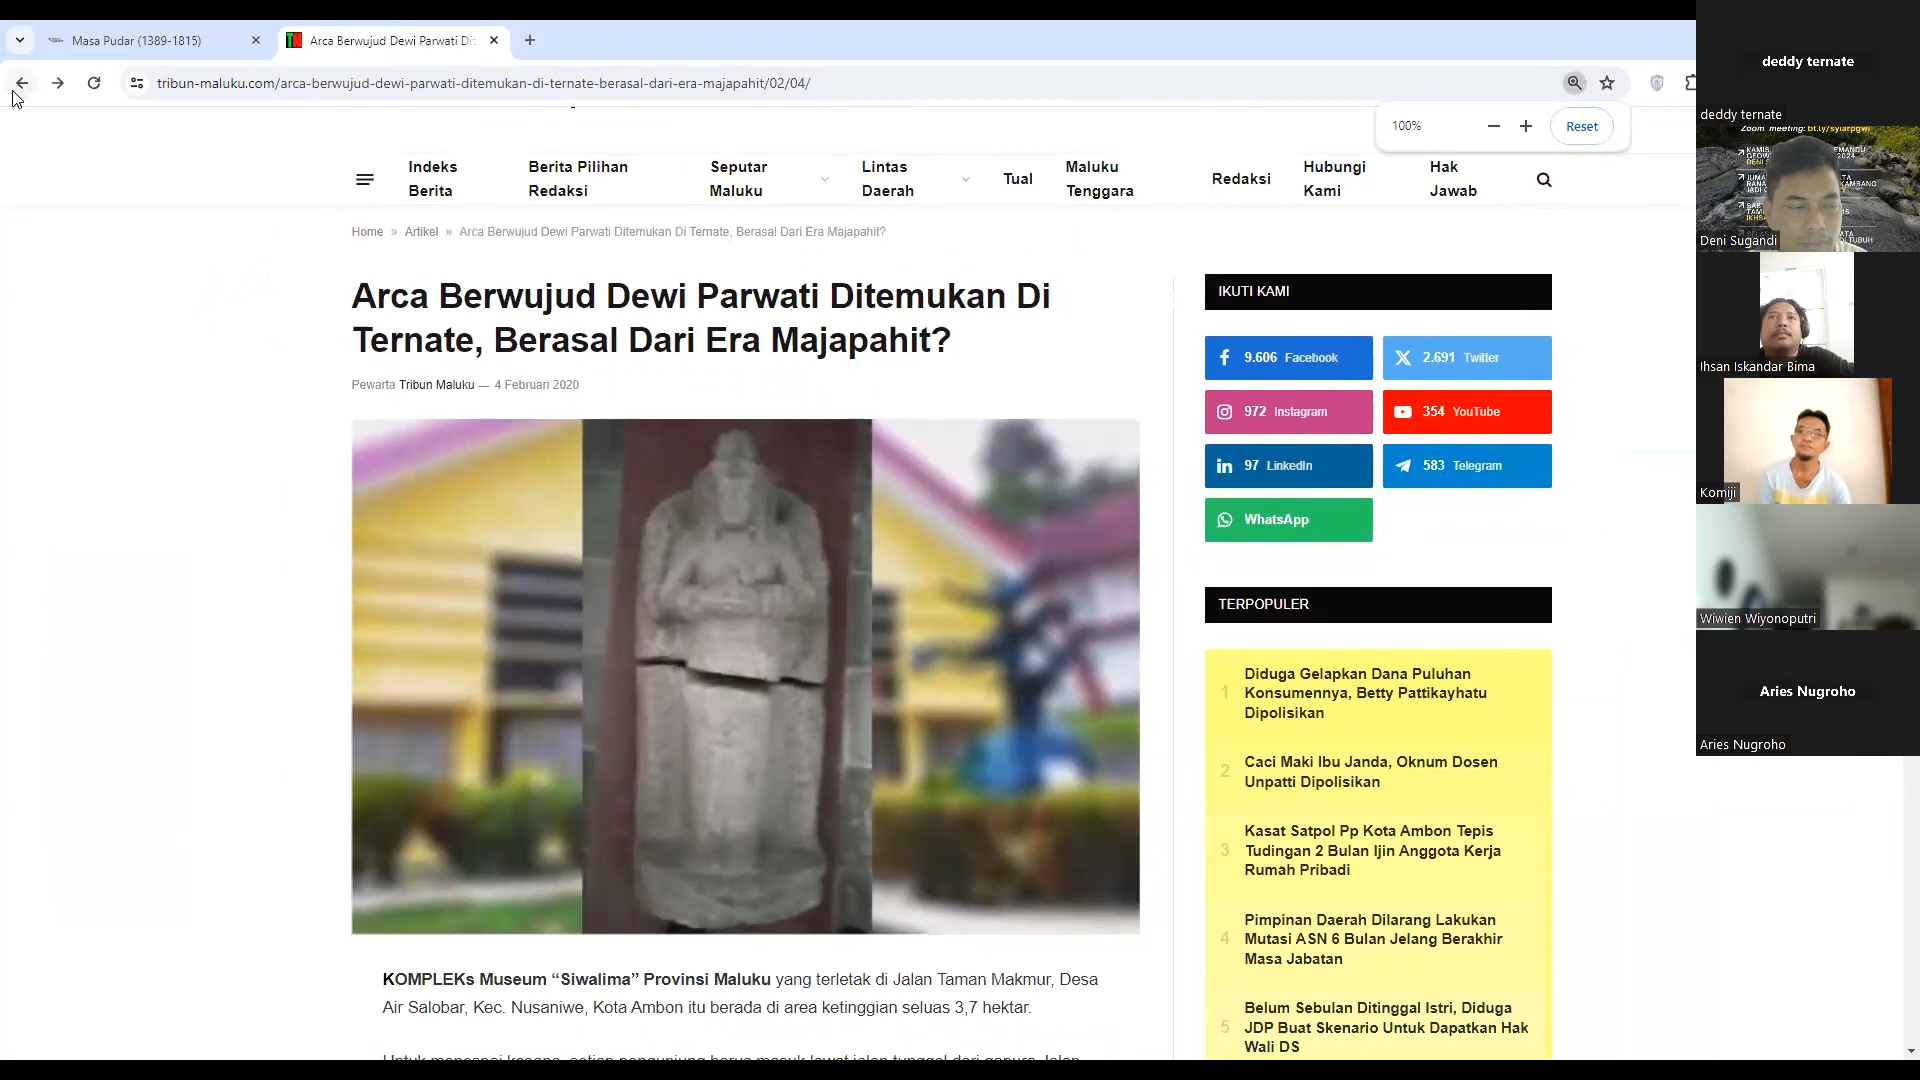 Masa Pudar (1389-1815)
Arca Berwujud Dewi Parwati Di
tribun-maluku.com/arca-berwujud-dewi-parwati-ditemukan-di-ternate-berasal-dari-era-majapahit/02/04/
100%
Reset
Indeks Berita
Berita Pilihan Redaksi
Seputar Maluku
Lintas Daerah
Tual
Maluku Tenggara
Redaksi
Hubungi Kami
Hak Jawab
Home » Artikel » Arca Berwujud Dewi Parwati Ditemukan Di Ternate, Berasal Dari Era Majapahit?
Arca Berwujud Dewi Parwati Ditemukan Di
Ternate, Berasal Dari Era Majapahit?
Pewarta Tribun Maluku — 4 Februari 2020
KOMPLEKs Museum “Siwalima” Provinsi Maluku yang terletak di Jalan Taman Makmur, Desa
Air Salobar, Kec. Nusaniwe, Kota Ambon itu berada di area ketinggian seluas 3,7 hektar.
IKUTI KAMI
9.606 Facebook
2.691 Twitter
972 Instagram
354 YouTube
97 LinkedIn
583 Telegram
WhatsApp
TERPOPULER
1
Diduga Gelapkan Dana Puluhan
Konsumennya, Betty Pattikayhatu
Dipolisikan
2
Caci Maki Ibu Janda, Oknum Dosen
Unpatti Dipolisikan
3
Kasat Satpol Pp Kota Ambon Tepis
Tudingan 2 Bulan Ijin Anggota Kerja
Rumah Pribadi
4
Pimpinan Daerah Dilarang Lakukan
Mutasi ASN 6 Bulan Jelang Berakhir
Masa Jabatan
5
Belum Sebulan Ditinggal Istri, Diduga
JDP Buat Skenario Untuk Dapatkan Hak
Wali DS
deddy ternate
deddy ternate
Zoom meeting: bt.ly/syiarpgwi
Deni Sugandi
Ihsan Iskandar Bima
Komiji
Wiwien Wiyonoputri
Aries Nugroho
Aries Nugroho